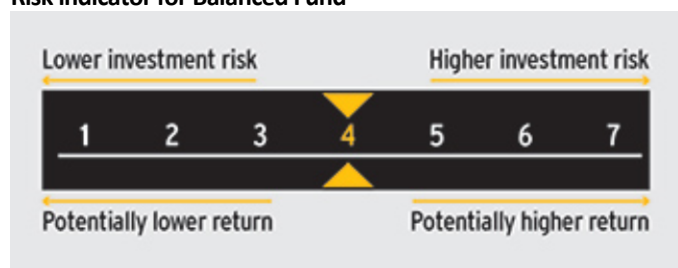 Risk indicator for Balanced Fund
Lower investment risk Higher investment risk
1 2 3 4 5 6 7
Potentially lower return Potentially higher return